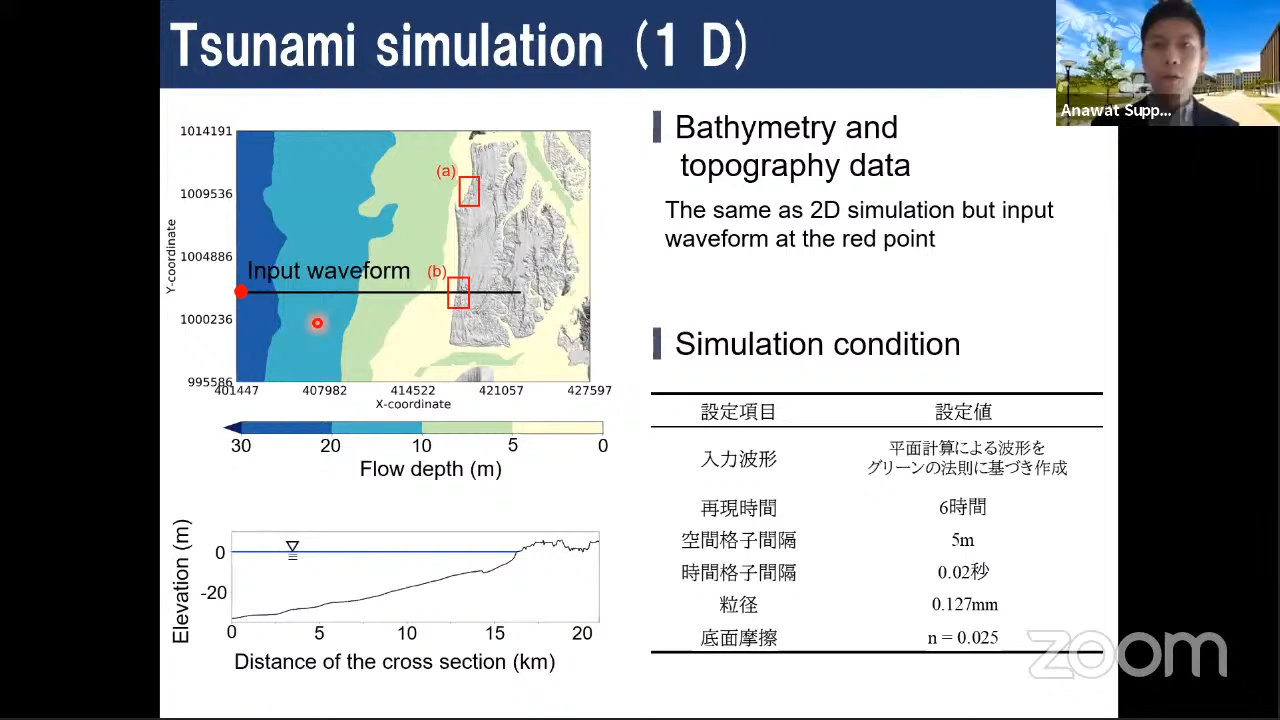 Tsunami simulation (1 D)
Anawat Supp...
1014191
1009536
1004886
1000236
995586
Y-coordinate
(a)
Input waveform
(b)
401447 407982 414522 421057 427597
X-coordinate
30 20 10 5 0
Flow depth (m)
Elevation (m)
0
-20
0 5 10 15 20
Distance of the cross section (km)
Bathymetry and
topography data
The same as 2D simulation but input
waveform at the red point
Simulation condition
設定項目 設定値
入力波形 平面計算による波形を
グリーンの法則に基づき作成
再現時間 6時間
空間格子間隔 5m
時間格子間隔 0.02秒
粒径 0.127mm
底面摩擦 n = 0.025
zoom